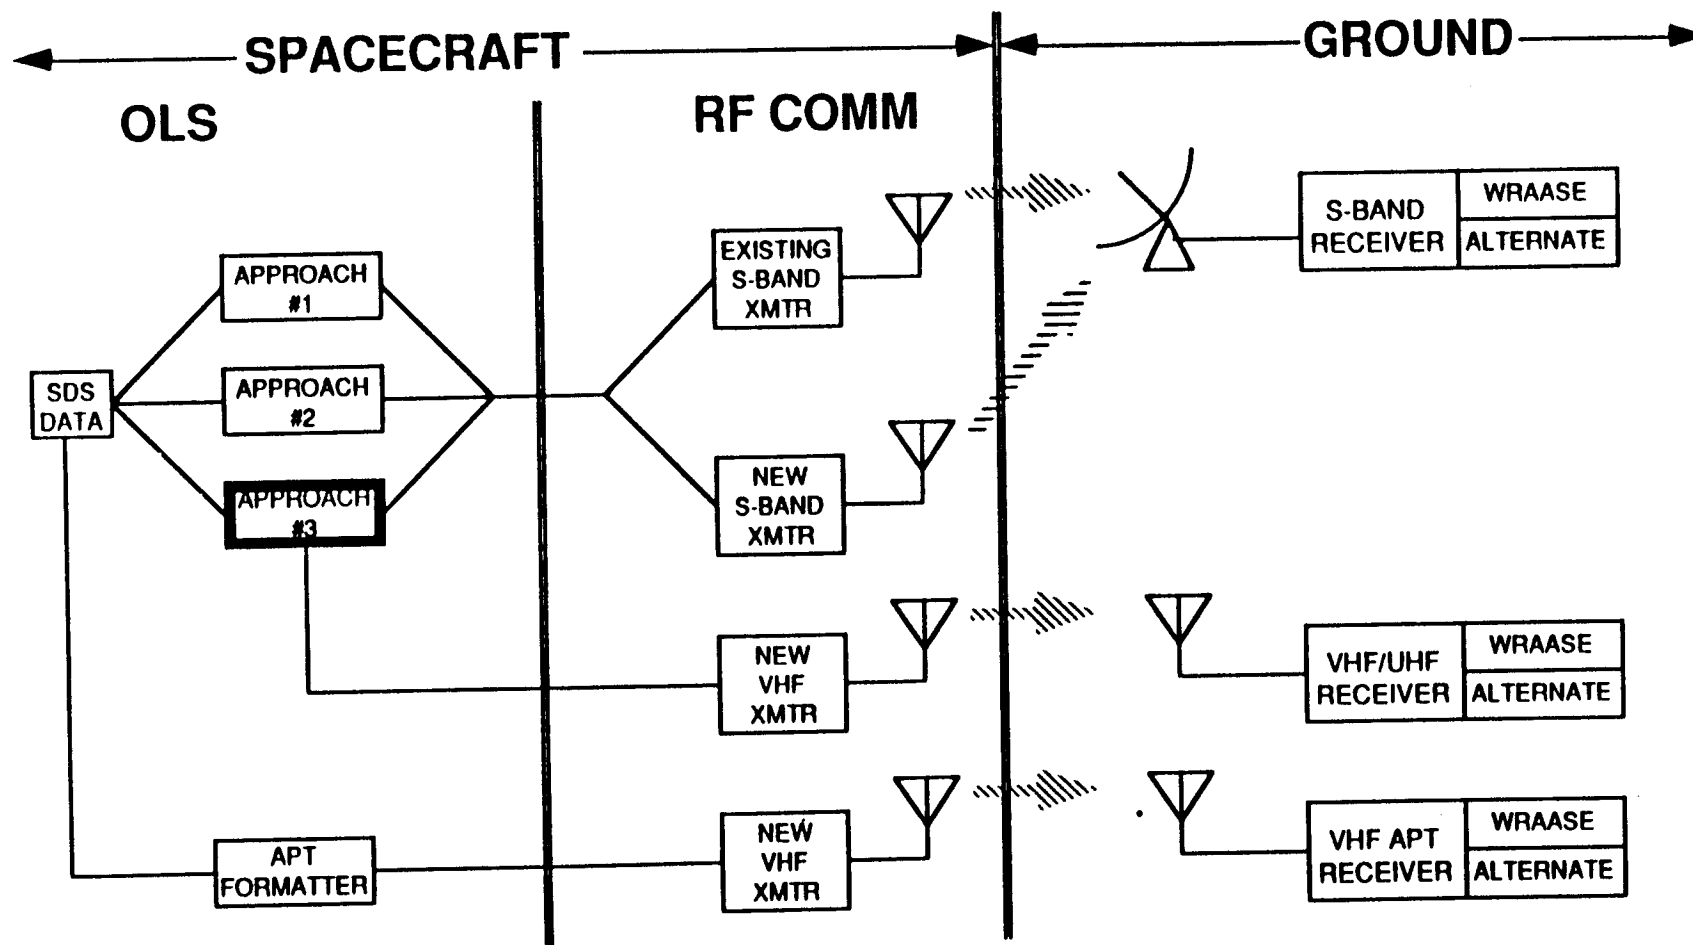 SPACECRAFT
GROUND
OLS
RF COMM
EXISTING
S-BAND
XMTR
S-BAND
RECEIVER
WRAASE
ALTERNATE
APPROACH
#1
SDS
DATA
APPROACH
#2
APPROACH
#3
NEW
S-BAND
XMTR
NEW
VHF
XMTR
VHF/UHF
RECEIVER
WRAASE
ALTERNATE
APT
FORMATTER
NEW
VHF
XMTR
VHF APT
RECEIVER
WRAASE
ALTERNATE